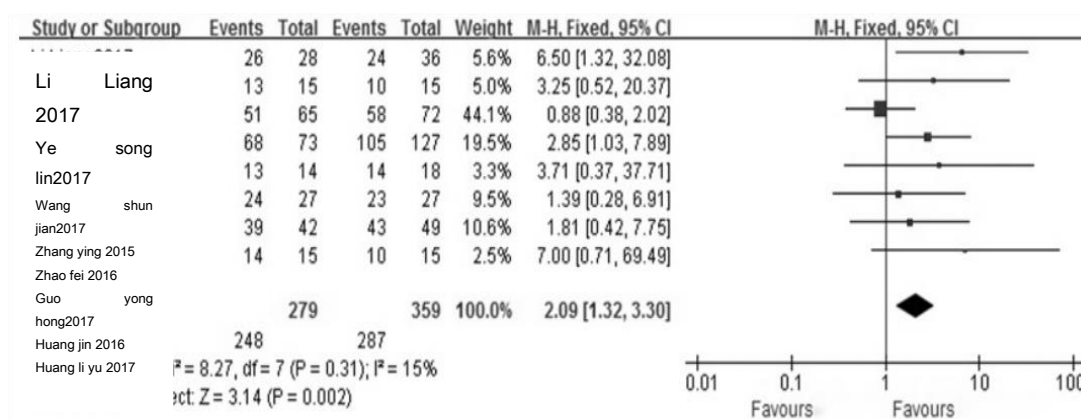 Study or Subgroup Events Total Events Total Weight M-H, Fixed, 95% CI M-H, Fixed, 95% CI
26 28 24 36 5.6% 6.50 [1.32, 32.08]
Li Liang
13 15 10 15 5.0% 3.25 [0.52, 20.37]
2017
51 65 58 72 44.1% 0.88 [0.38, 2.02]
Ye song
68 73 105 127 19.5% 2.85 [1.03, 7.89]
lin2017
13 14 14 18 3.3% 3.71 [0.37, 37.71]
Wang shun
24 27 23 27 9.5% 1.39 [0.28, 6.91]
jian2017
39 42 43 49 10.6% 1.81 [0.42, 7.75]
Zhang ying 2015
14 15 10 15 2.5% 7.00 [0.71, 69.49]
Zhao fei 2016
Guo yong
279 359 100.0% 2.09 [1.32, 3.30]
hong2017
Huang jin 2016
248 287
Huang li yu 2017
² = 8.27, df = 7 (P = 0.31); I² = 15%
ect: Z = 3.14 (P = 0.002)
0.01 0.1 1 10 100
Favours Favours